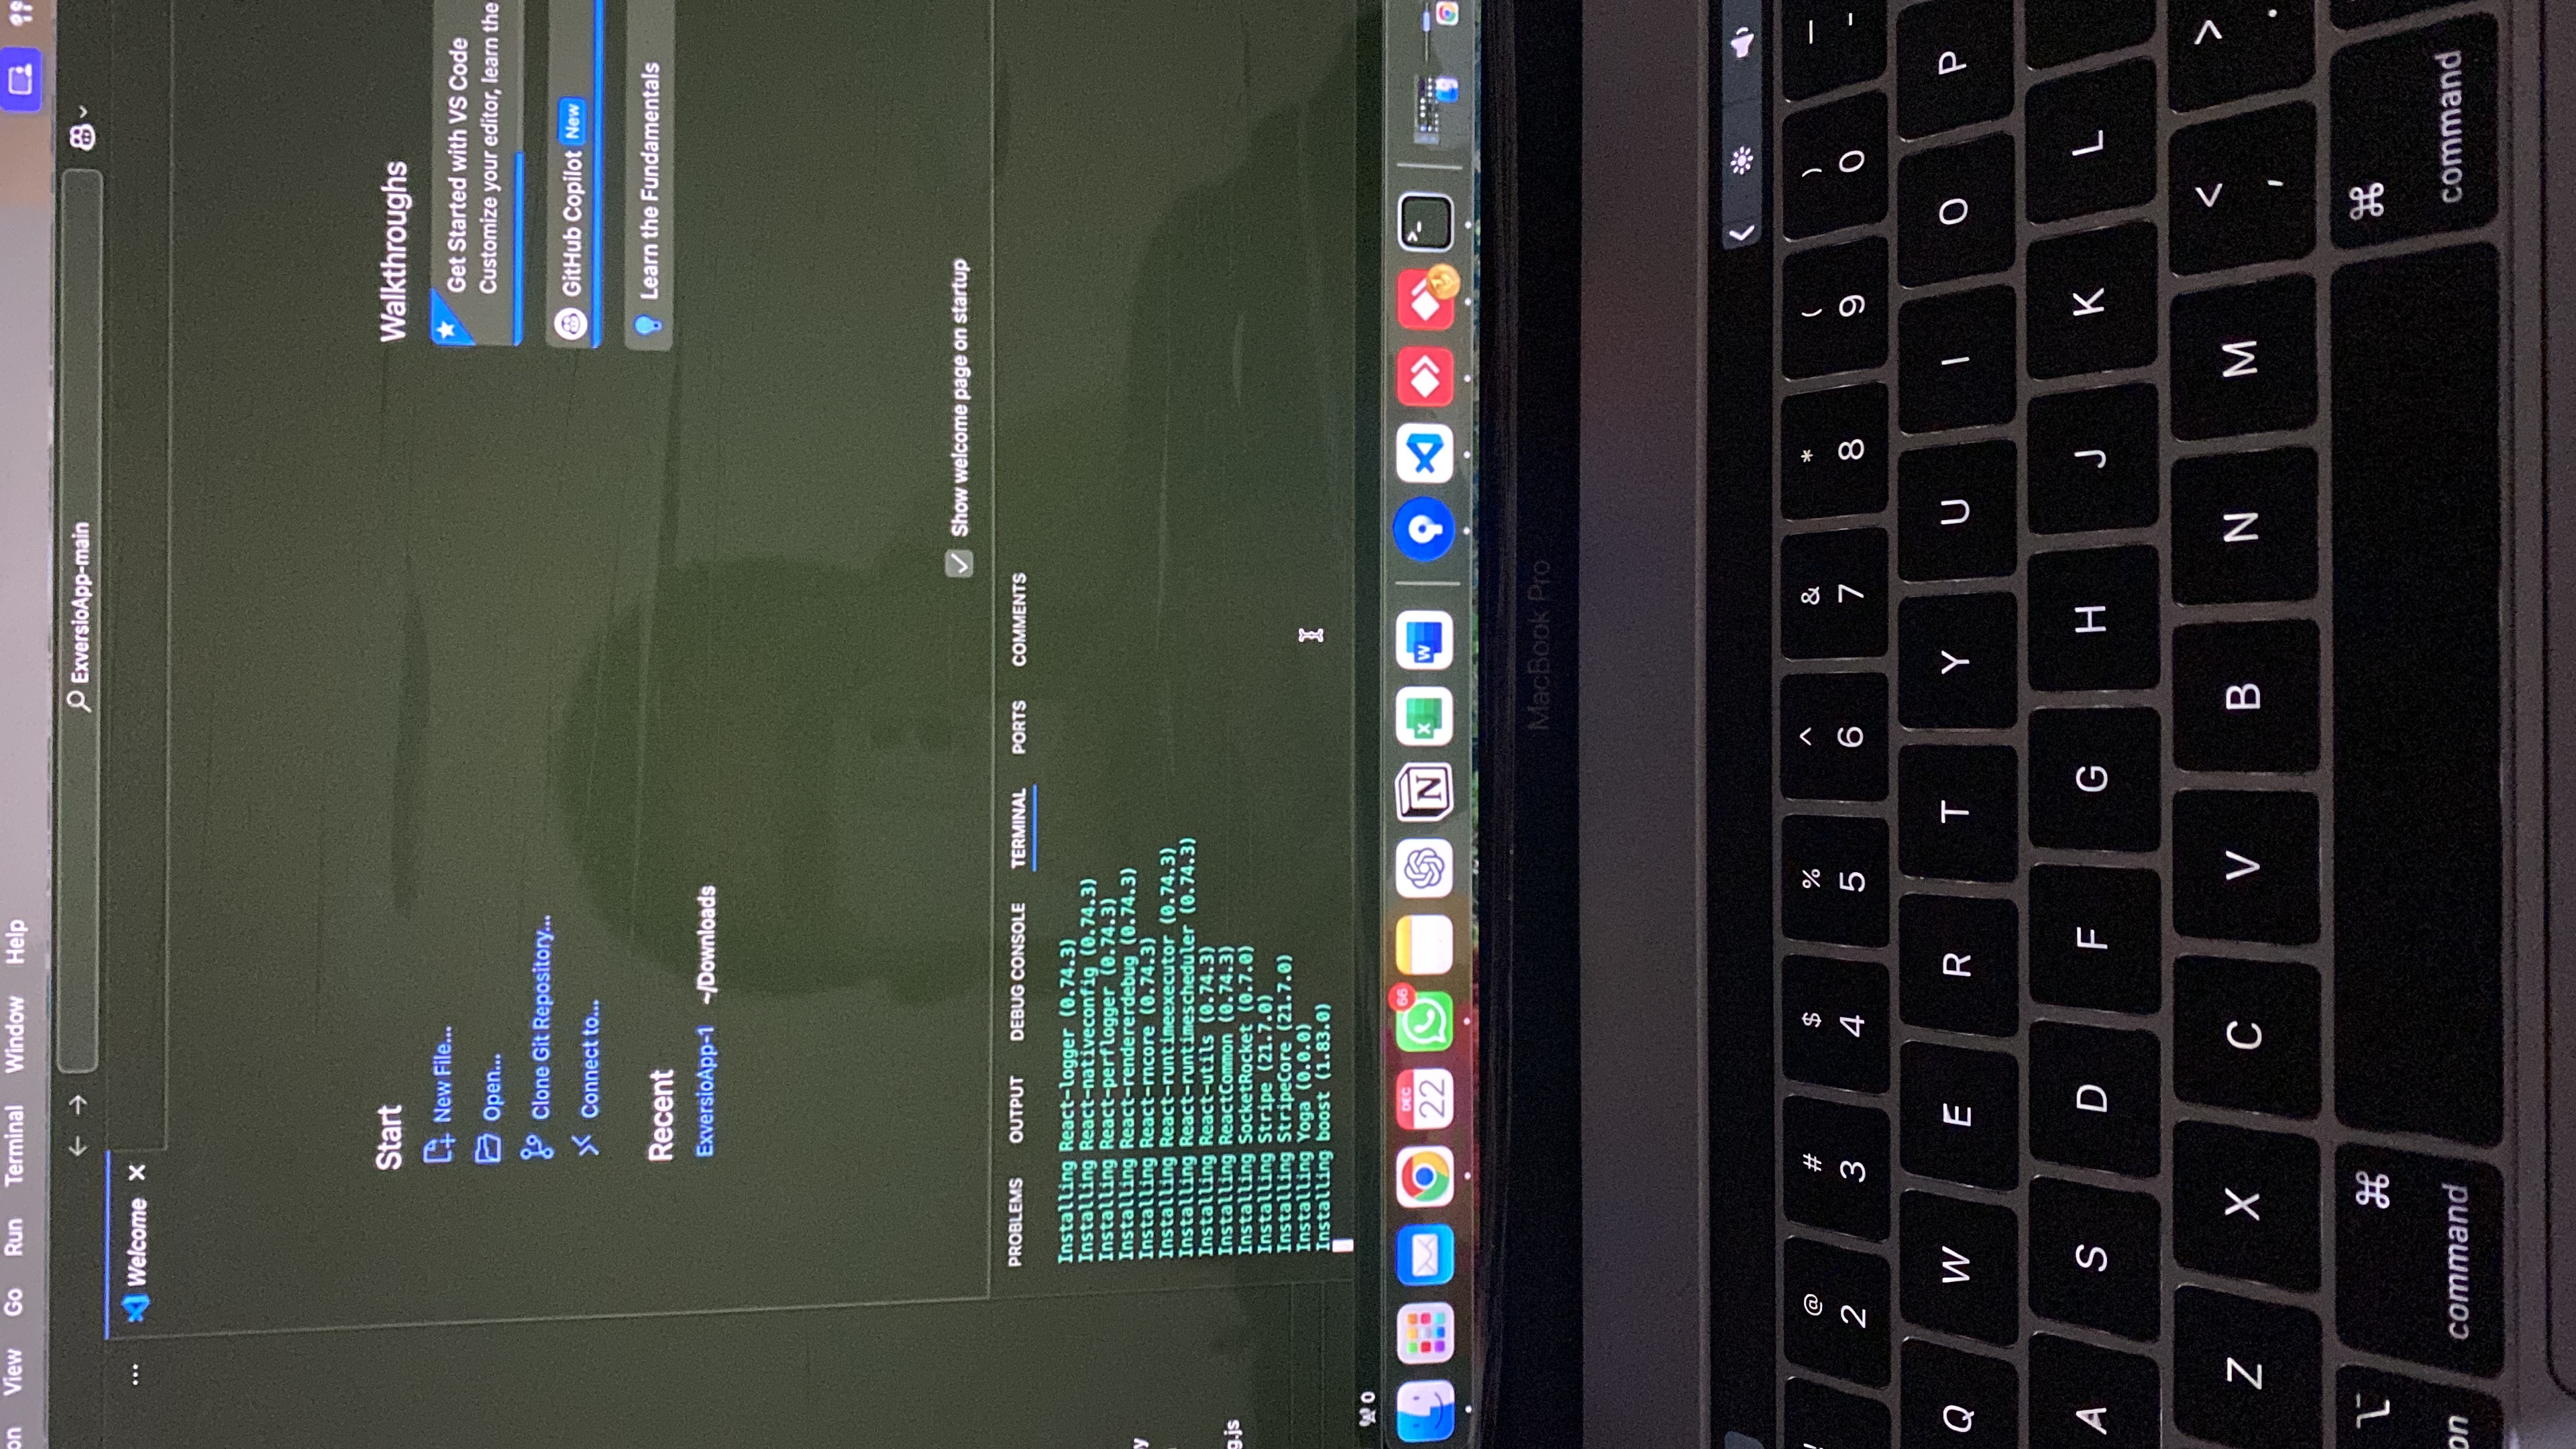 on View Go Run Terminal Window Help
ExversioApp-main
Welcome
Start
New File...
Open...
Clone Git Repository...
Connect to...
Recent
ExversioApp-1 ~/Downloads
Walkthroughs
Get Started with VS Code
Customize your editor, learn the
GitHub Copilot New
Learn the Fundamentals
Show welcome page on startup
PROBLEMS OUTPUT DEBUG CONSOLE TERMINAL PORTS COMMENTS
Installing React-logger (0.74.3)
Installing React-nativeconfig (0.74.3)
Installing React-perflogger (0.74.3)
Installing React-rendererdebug (0.74.3)
Installing React-rncore (0.74.3)
Installing React-runtimeexecutor (0.74.3)
Installing React-runtimescheduler (0.74.3)
Installing React-utils (0.74.3)
Installing ReactCommon (0.74.3)
Installing SocketRocket (0.7.0)
Installing Stripe (21.7.0)
Installing StripeCore (21.7.0)
Installing Yoga (0.0.0)
Installing boost (1.83.0)
y
g.js
0
DEC
22
66
N
X
W
>_
MacBook Pro
! @ # $ % ^ & * ( ) —
2 3 4 5 6 7 8 9 0 -
Q W E R T Y U I O P
A S D F G H J K L
Z X C V B N M < >
, .
⌥ ⌘ ⌘
on command command